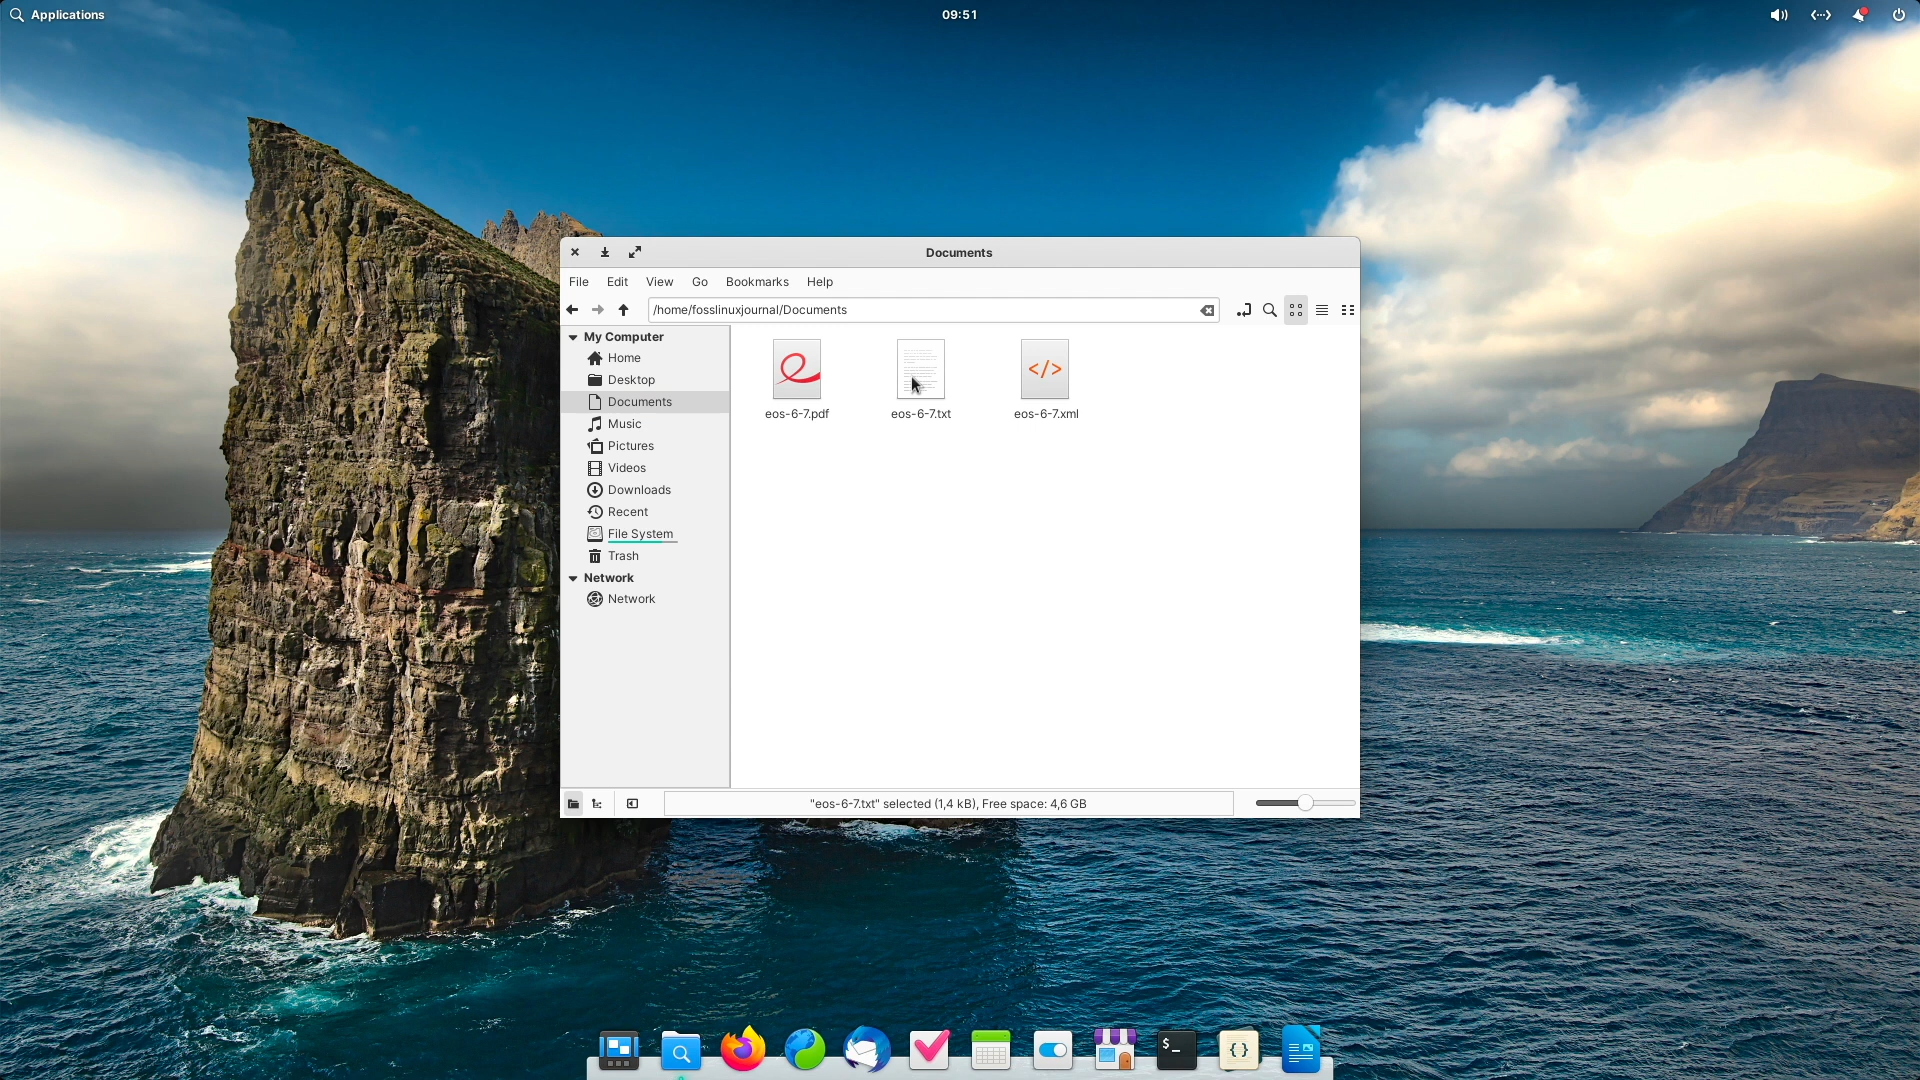 Applications
09:51
Documents
File Edit View Go Bookmarks Help
/home/fosslinuxjournal/Documents
My Computer
Home
Desktop
Documents
Music
Pictures
Videos
Downloads
Recent
File System
Trash
Network
Network
</>
eos-6-7.pdf eos-6-7.txt eos-6-7.xml
"eos-6-7.txt" selected (1,4 kB), Free space: 4,6 GB
$_ {}